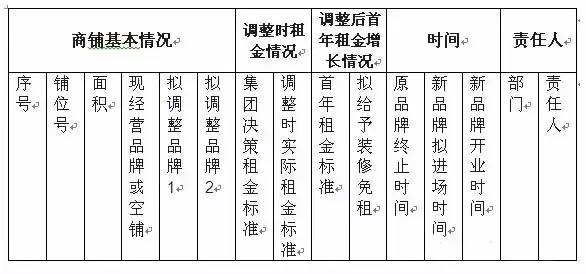 商铺基本情况
调整时租金情况
调整后首年租金增长情况
时间
责任人
序号
铺位号
面积
现经营品牌或空铺
拟调整品牌1
拟调整品牌2
集团决策租金标准
调整时实际租金标准
首年租金标准
拟给予装修免租
原品牌终止时间
新品牌拟进场时间
新品牌开业时间
部门
责任人